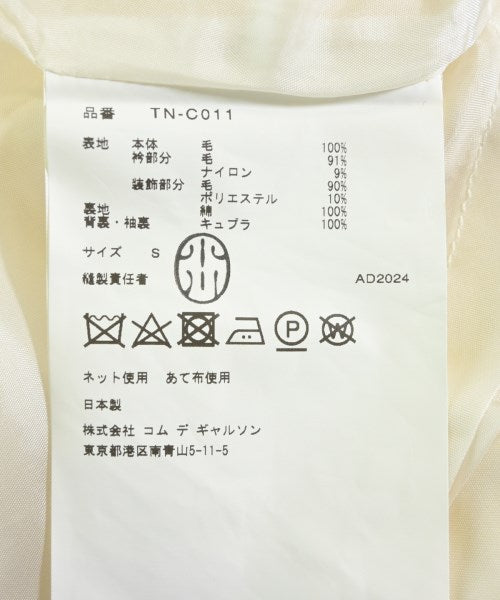 品番 TN-C011
表地 本体 毛 100%
衿部分 毛 91%
ナイロン 9%
装飾部分 毛 90%
ポリエステル 10%
裏地 綿 100%
背裏・袖裏 キュプラ 100%
サイズ S
縫製責任者 AD2024
P W
ネット使用 あて布使用
日本製
株式会社 コム デ ギャルソン
東京都港区南青山5-11-5